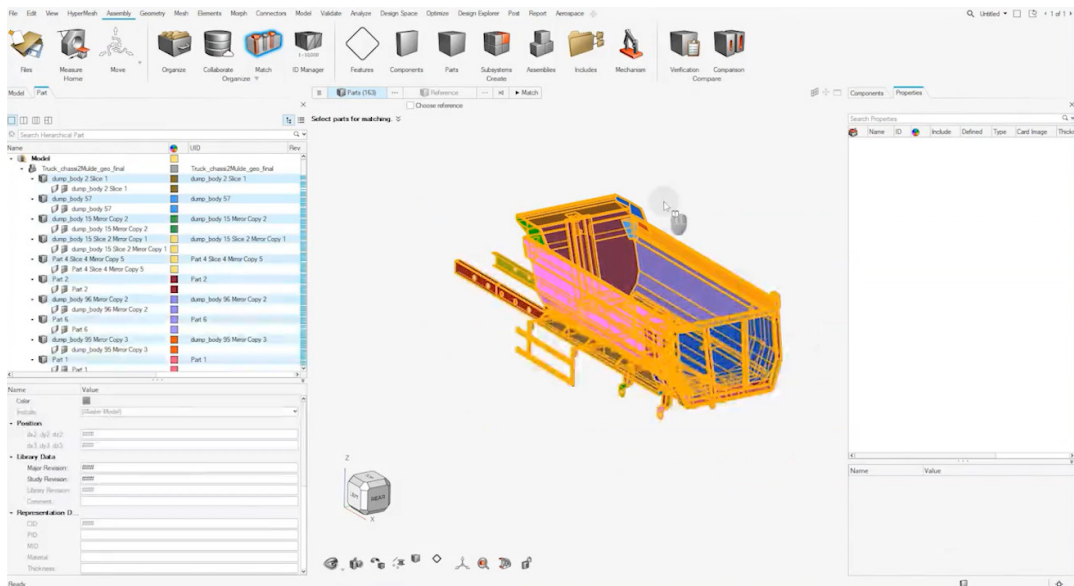 File Edit View HyperMesh Assembly Geometry Mesh Elements Morph Connectors Model Validate Analyze Design Space Optimize Design Explorer Post Report Aerospace
Untitled 1 of 1
Files Measure Move Organize Collaborate Match ID Manager Features Components Parts Subsystems Assemblies Includes Mechanism Verification Comparison
Home Organize Create Compare
Model Part
Parts (163) ... Reference ... Match
Choose reference
Select parts for matching.
Components Properties
Search Hierarchical Part
Search Properties
Name UID Rev
Name ID Include Defined Type Card Image Thickn
Model
Truck_chassi2Mulde_geo_final Truck_chassi2Mulde_geo_final
dump_body 2 Slice 1 dump_body 2 Slice 1
dump_body 2 Slice 1
dump_body 57 dump_body 57
dump_body 57
dump_body 15 Mirror Copy 2 dump_body 15 Mirror Copy 2
dump_body 15 Mirror Copy 2
dump_body 15 Slice 2 Mirror Copy 1 dump_body 15 Slice 2 Mirror Copy 1
dump_body 15 Slice 2 Mirror Copy 1
Part 4 Slice 4 Mirror Copy 5 Part 4 Slice 4 Mirror Copy 5
Part 4 Slice 4 Mirror Copy 5
Part 2 Part 2
Part 2
dump_body 96 Mirror Copy 2 dump_body 96 Mirror Copy 2
dump_body 96 Mirror Copy 2
Part 6 Part 6
Part 6
dump_body 95 Mirror Copy 3 dump_body 95 Mirror Copy 3
dump_body 95 Mirror Copy 3
Part 1 Part 1
Part 1
Name Value
Color
Include [Master Model]
Position
dx2, dy2, dz2: ####
dx3, dy3, dz3: ####
Library Data
Major Revision: ####
Study Revision: ####
Library Revision: ####
Comment:
Representation D...
CID ####
PID
MID
Material
Thickness
Name Value
Z
REAR
X
Ready